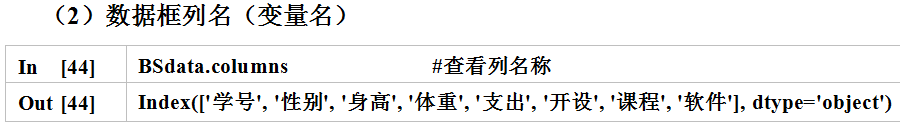 （2）数据框列名（变量名）
In [44] BSdata.columns #查看列名称
Out [44] Index(['学号', '性别', '身高', '体重', '支出', '开设', '课程', '软件'], dtype='object')